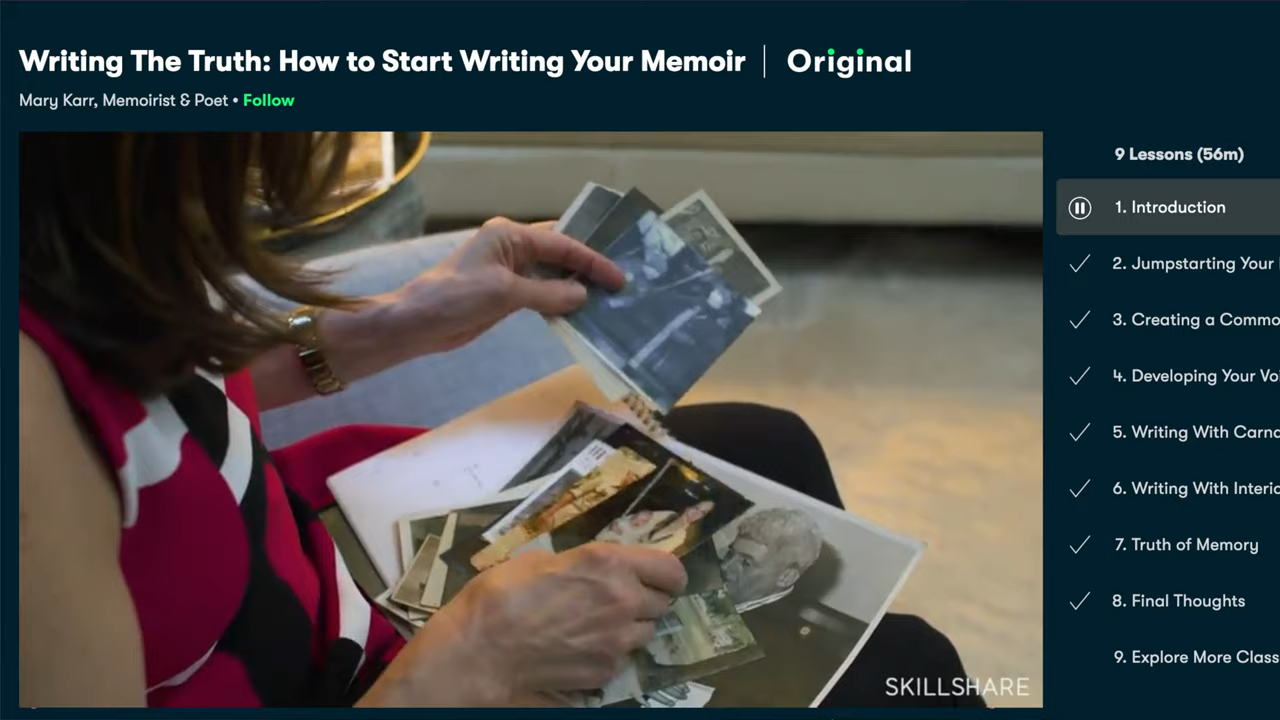 Writing The Truth: How to Start Writing Your Memoir | Original
Mary Karr, Memoirist & Poet • Follow
9 Lessons (56m)
1. Introduction
2. Jumpstarting Your
3. Creating a Commo
4. Developing Your Vo
5. Writing With Carna
6. Writing With Interio
7. Truth of Memory
8. Final Thoughts
9. Explore More Class
SKILLSHARE